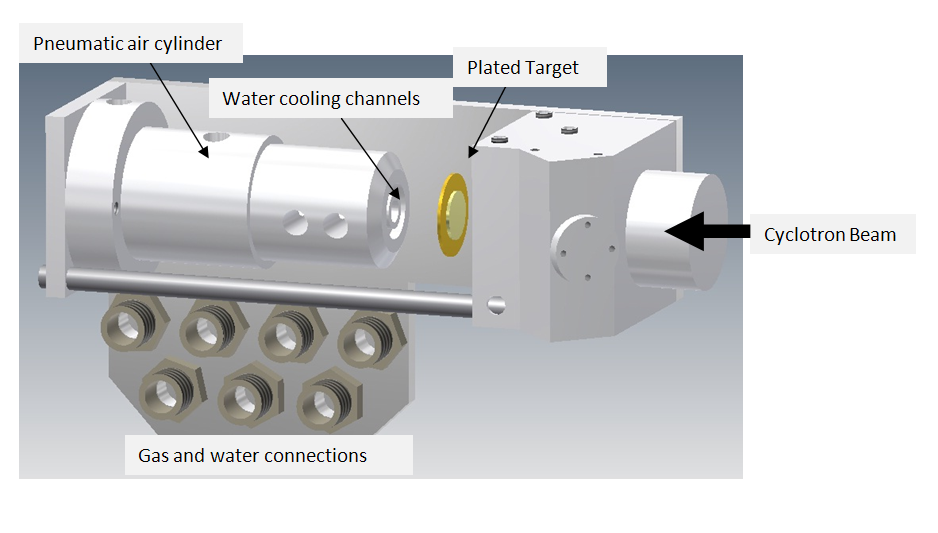 Pneumatic air cylinder
Plated Target
Water cooling channels
Cyclotron Beam
Gas and water connections